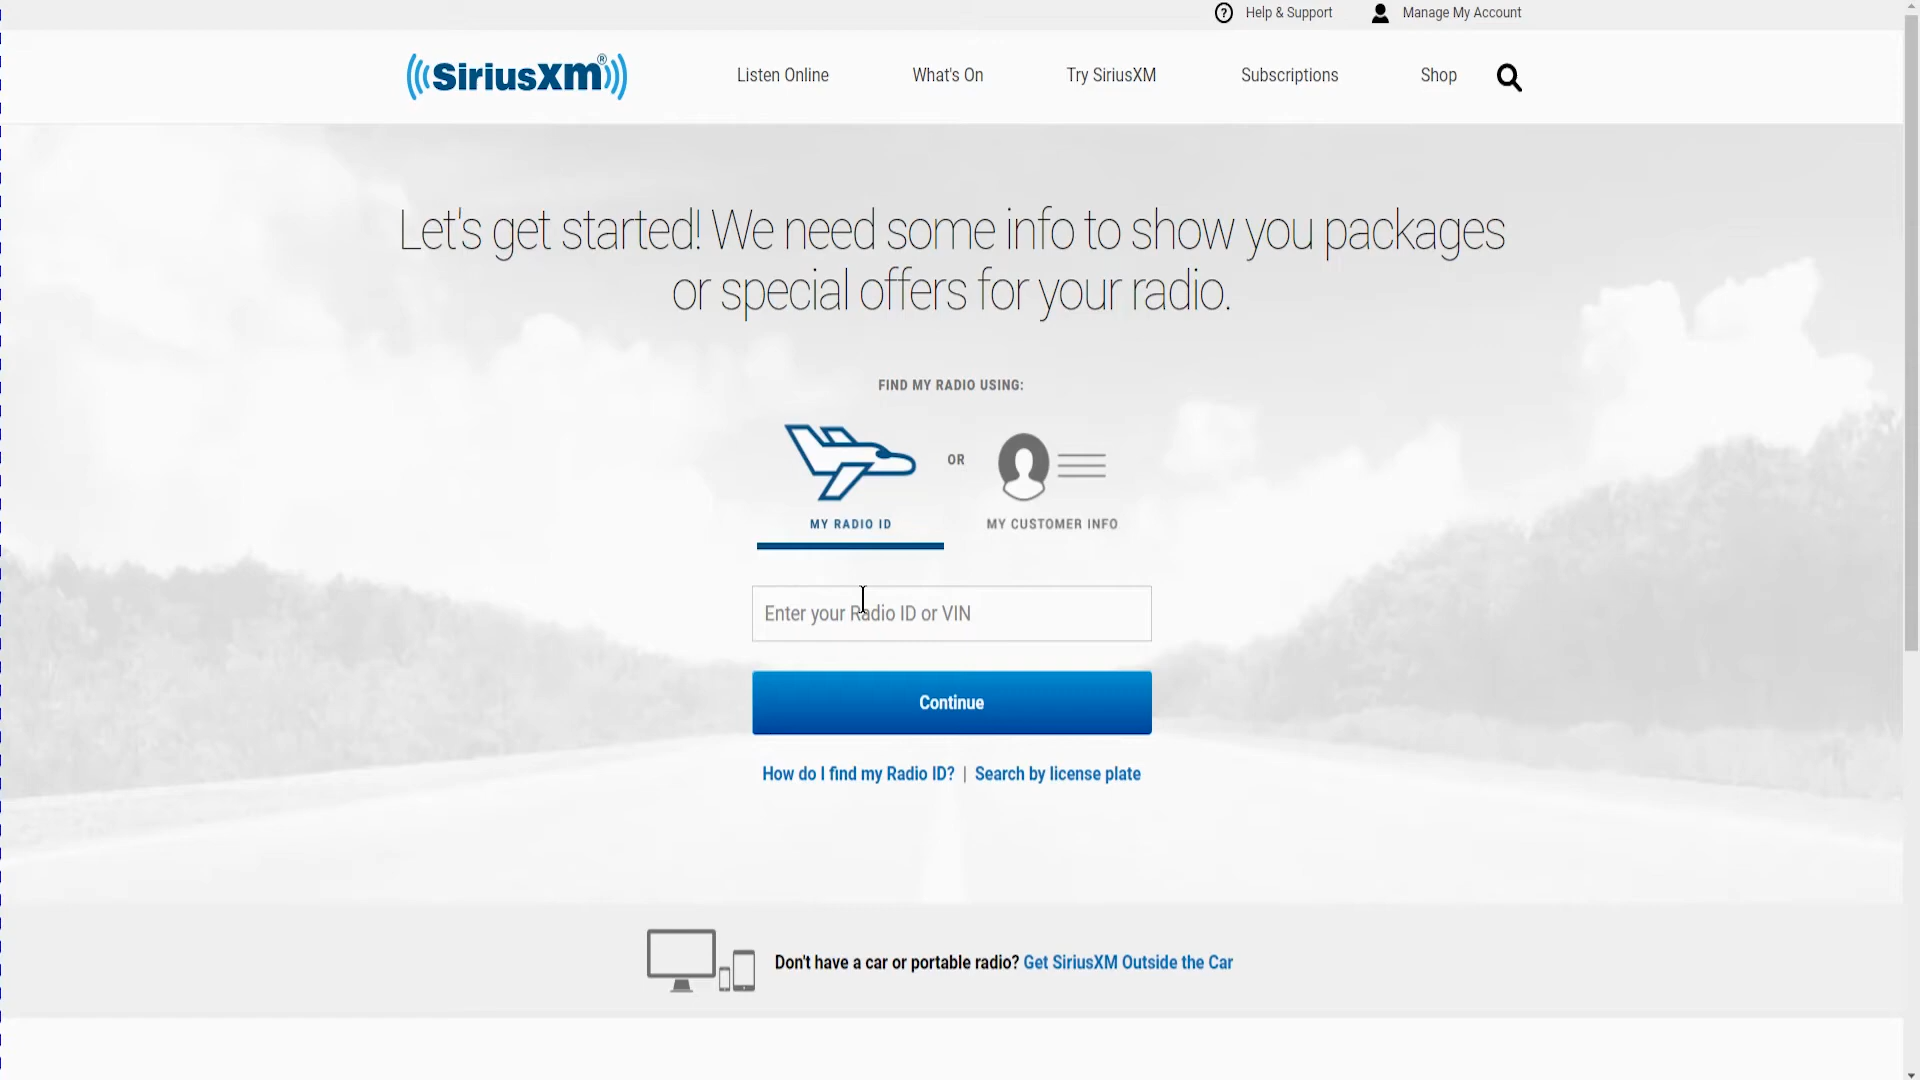 Help & Support
Manage My Account
SiriusXM®
Listen Online
What's On
Try SiriusXM
Subscriptions
Shop
Let's get started! We need some info to show you packages
or special offers for your radio.
FIND MY RADIO USING:
OR
MY RADIO ID
MY CUSTOMER INFO
Enter your Radio ID or VIN
Continue
How do I find my Radio ID? | Search by license plate
Don't have a car or portable radio? Get SiriusXM Outside the Car